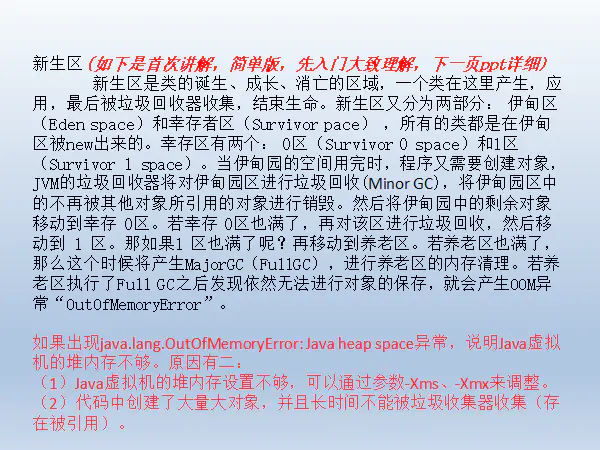 新生区(如下是首次讲解，简单版，先入门大致理解，下一页ppt详细)
新生区是类的诞生、成长、消亡的区域，一个类在这里产生，应
用，最后被垃圾回收器收集，结束生命。新生区又分为两部分： 伊甸区
（Eden space）和幸存者区（Survivor pace） ，所有的类都是在伊甸
区被new出来的。幸存区有两个： 0区（Survivor 0 space）和1区
（Survivor 1 space）。当伊甸园的空间用完时，程序又需要创建对象，
JVM的垃圾回收器将对伊甸园区进行垃圾回收(Minor GC)，将伊甸园区中
的不再被其他对象所引用的对象进行销毁。然后将伊甸园中的剩余对象
移动到幸存 0区。若幸存 0区也满了，再对该区进行垃圾回收，然后移
动到 1 区。那如果1 区也满了呢？再移动到养老区。若养老区也满了，
那么这个时候将产生MajorGC（FullGC），进行养老区的内存清理。若养
老区执行了Full GC之后发现依然无法进行对象的保存，就会产生OOM异
常“OutOfMemoryError”。
如果出现java.lang.OutOfMemoryError: Java heap space异常，说明Java虚拟
机的堆内存不够。原因有二：
（1）Java虚拟机的堆内存设置不够，可以通过参数-Xms、-Xmx来调整。
（2）代码中创建了大量大对象，并且长时间不能被垃圾收集器收集（存
在被引用）。